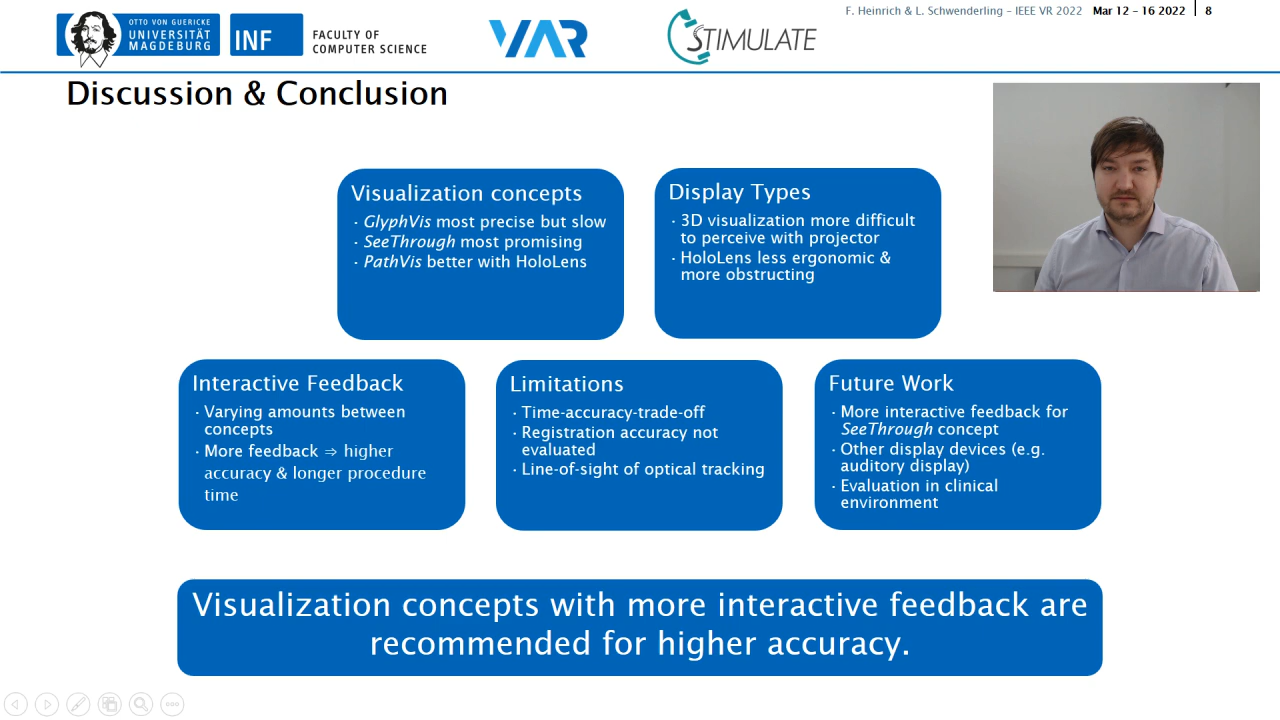 OTTO VON GUERICKE
UNIVERSITÄT
MAGDEBURG
INF
FACULTY OF
COMPUTER SCIENCE
VAR
STIMULATE
F. Heinrich & L. Schwenderling – IEEE VR 2022 Mar 12 – 16 2022 8
Discussion & Conclusion
Visualization concepts
· GlyphVis most precise but slow
· SeeThrough most promising
· PathVis better with HoloLens
Display Types
· 3D visualization more difficult
to perceive with projector
· HoloLens less ergonomic &
more obstructing
Interactive Feedback
· Varying amounts between
concepts
· More feedback ⇒ higher
accuracy & longer procedure
time
Limitations
· Time-accuracy-trade-off
· Registration accuracy not
evaluated
· Line-of-sight of optical tracking
Future Work
· More interactive feedback for
SeeThrough concept
· Other display devices (e.g.
auditory display)
· Evaluation in clinical
environment
Visualization concepts with more interactive feedback are
recommended for higher accuracy.